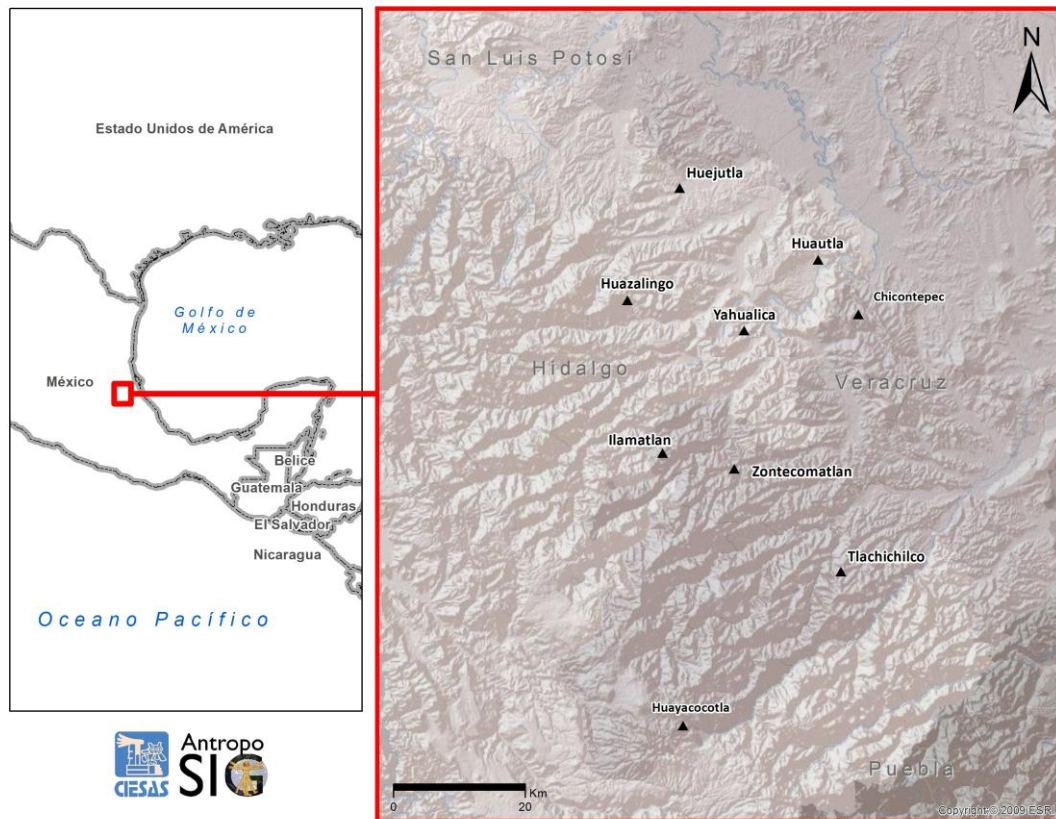 Estado Unidos de América
Golfo de
México
México
Belice
Guatemala
Honduras
El Salvador
Nicaragua
Oceano Pacífico
CIESAS
Antropo
SIG
San Luis Potosí
N
Huejutla
Huautla
Huazalingo
Chicontepec
Yahualica
Hidalgo
Veracruz
Ilamatlan
Zontecomatlan
Tlachichilco
Huayacocotla
Puebla
Km
0 20
Copyright:© 2009 ESR